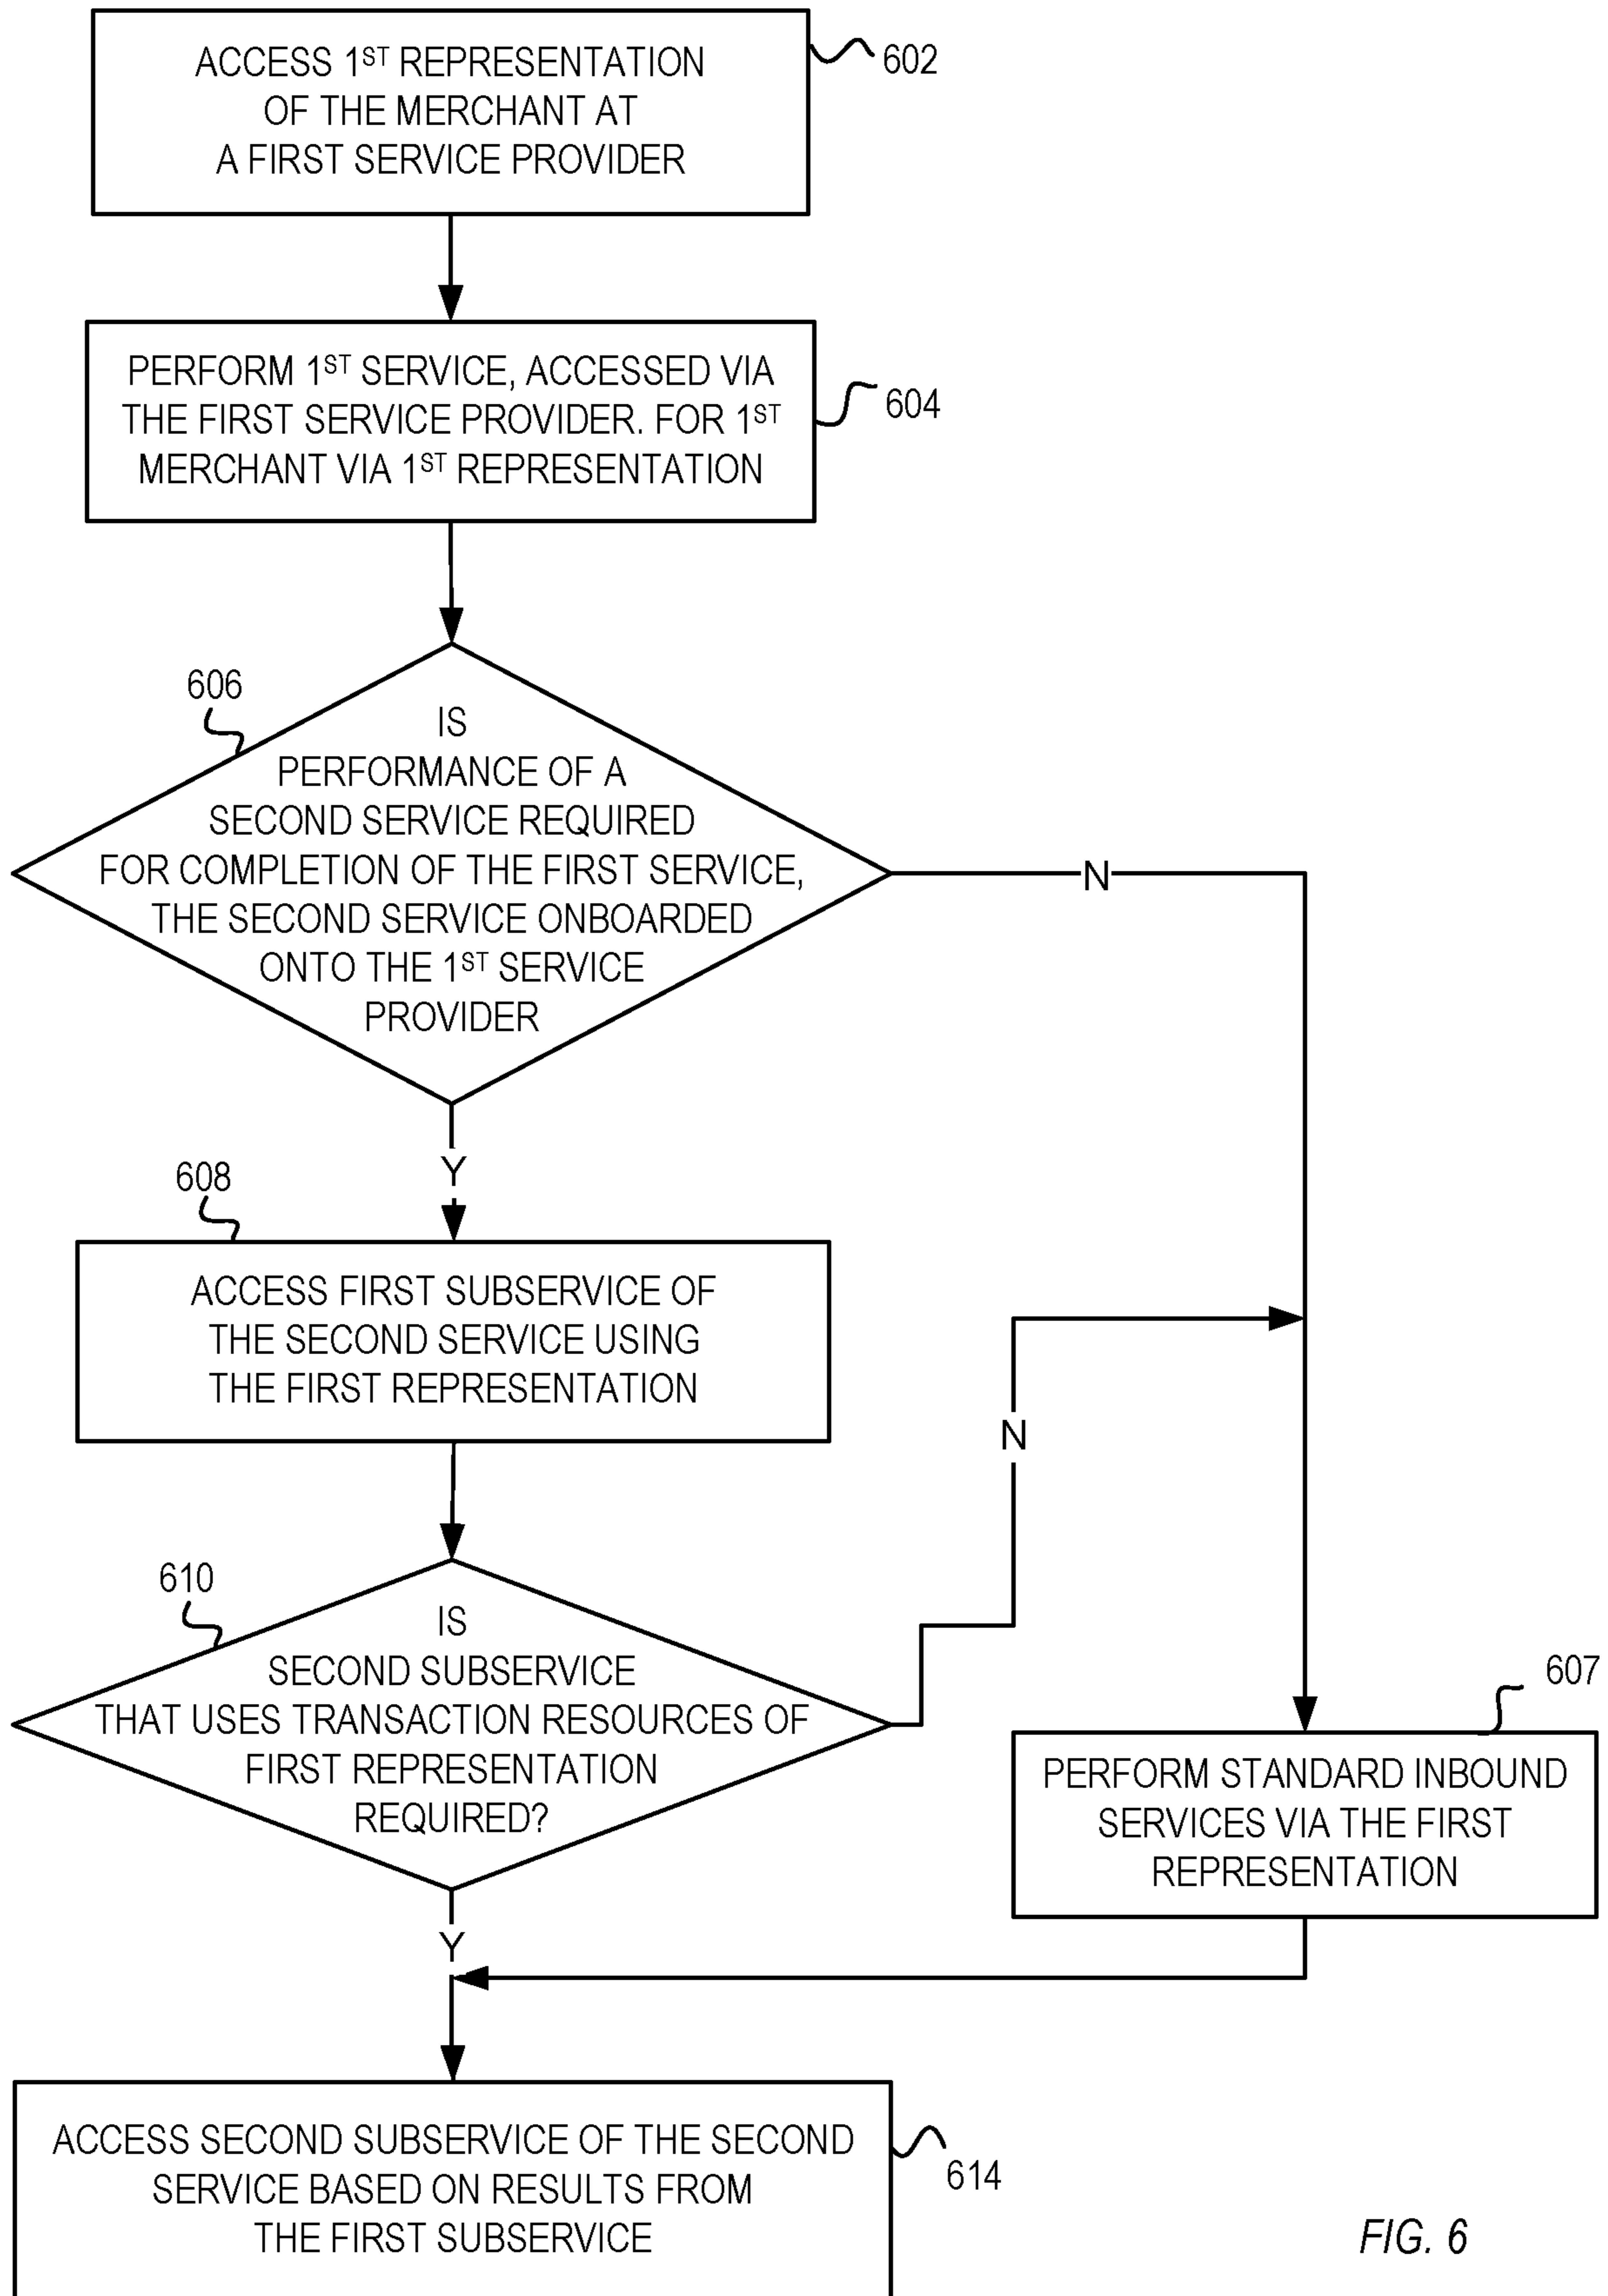 ACCESS 1ST REPRESENTATION
OF THE MERCHANT AT
A FIRST SERVICE PROVIDER
602
PERFORM 1ST SERVICE, ACCESSED VIA
THE FIRST SERVICE PROVIDER. FOR 1ST
MERCHANT VIA 1ST REPRESENTATION
604
606
IS
PERFORMANCE OF A
SECOND SERVICE REQUIRED
FOR COMPLETION OF THE FIRST SERVICE,
THE SECOND SERVICE ONBOARDED
ONTO THE 1ST SERVICE
PROVIDER
N
Y
608
ACCESS FIRST SUBSERVICE OF
THE SECOND SERVICE USING
THE FIRST REPRESENTATION
N
610
IS
SECOND SUBSERVICE
THAT USES TRANSACTION RESOURCES OF
FIRST REPRESENTATION
REQUIRED?
607
PERFORM STANDARD INBOUND
SERVICES VIA THE FIRST
REPRESENTATION
Y
ACCESS SECOND SUBSERVICE OF THE SECOND
SERVICE BASED ON RESULTS FROM
THE FIRST SUBSERVICE
614
FIG. 6